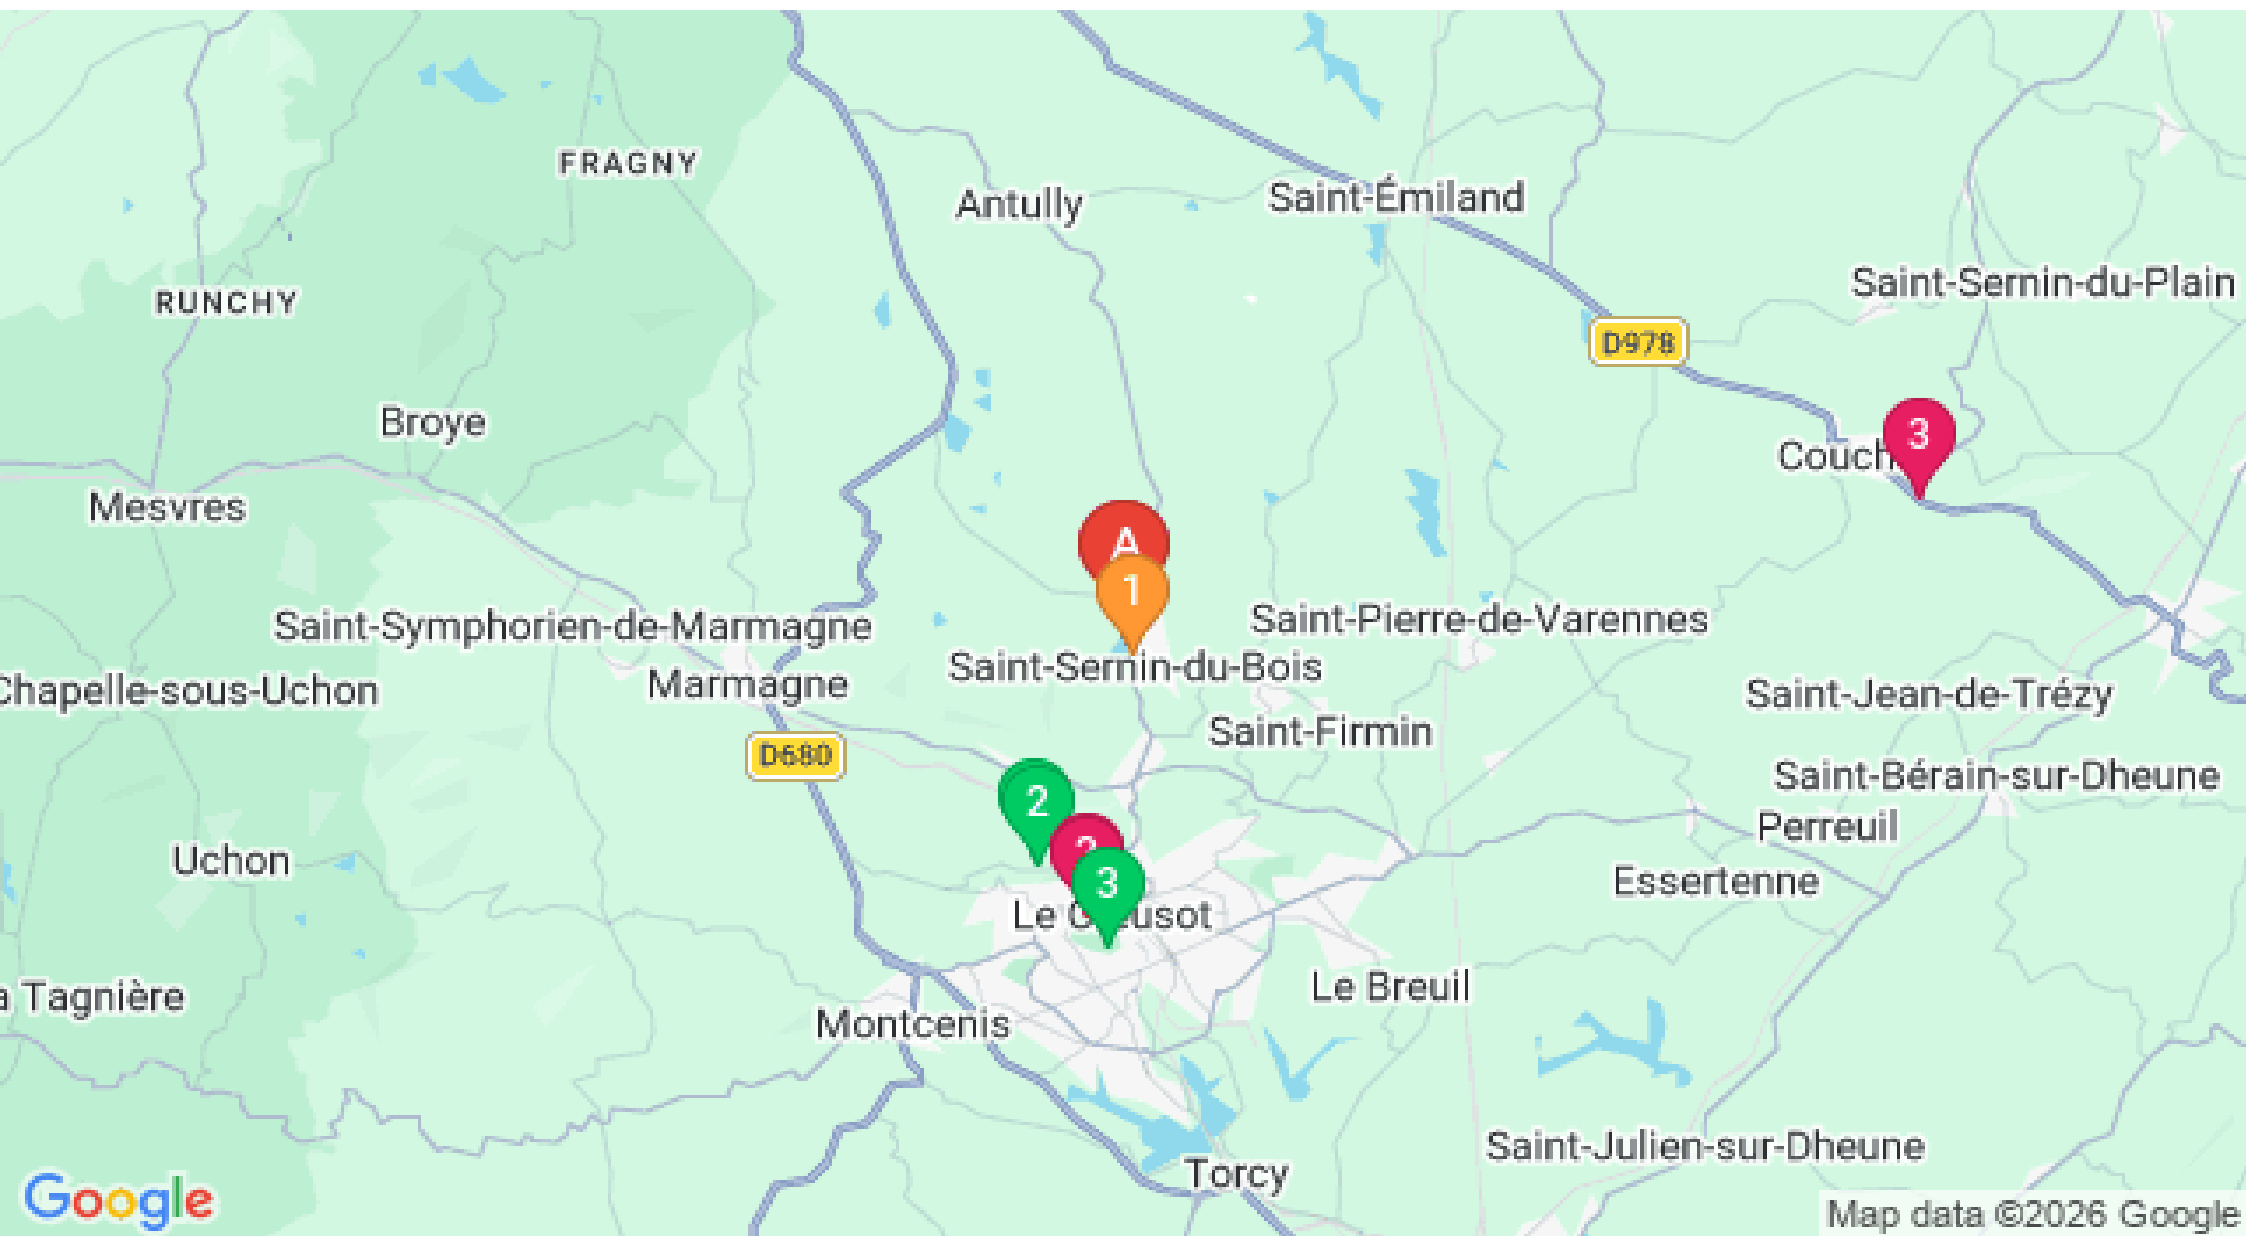 FRAGNY
Antully
Saint-Émiland
Saint-Sernin-du-Plain
RUNCHY
D978
Broye
3
Couch
Mesvres
A
1
Saint-Symphorien-de-Marmagne
Saint-Pierre-de-Varennes
Saint-Sernin-du-Bois
Marmagne
Chapelle-sous-Uchon
Saint-Jean-de-Trézy
Saint-Firmin
D680
Saint-Bérain-sur-Dheune
2
Perreuil
Uchon
3
Essertenne
Le C usot
Le Breuil
a Tagnière
Montcenis
Saint-Julien-sur-Dheune
Torcy
Google
Map data ©2026 Google